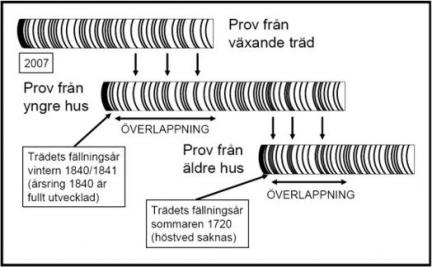 Prov från
växande träd
2007
Prov från
yngre hus
ÖVERLAPPNING
Trädets fällningsår
vintern 1840/1841
(årsring 1840 är
fullt utvecklad)
Prov från
äldre hus
ÖVERLAPPNING
Trädets fällningsår
sommaren 1720
(höstved saknas)